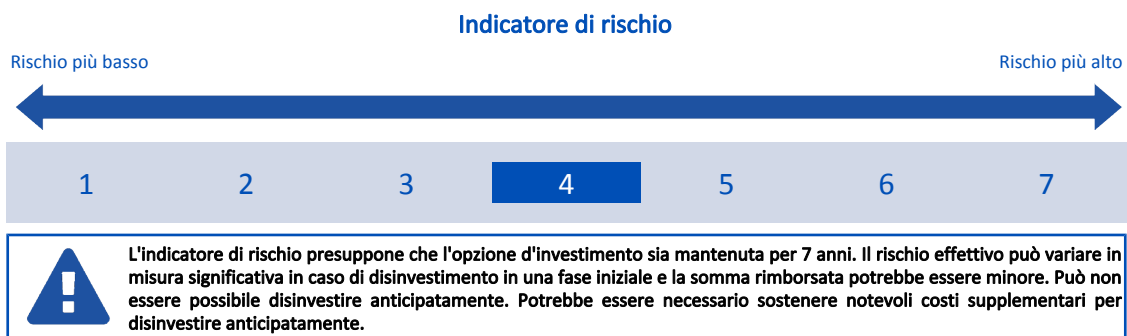 Indicatore di rischio
Rischio più basso Rischio più alto
1 2 3 4 5 6 7
L'indicatore di rischio presuppone che l'opzione d'investimento sia mantenuta per 7 anni. Il rischio effettivo può variare in
misura significativa in caso di disinvestimento in una fase iniziale e la somma rimborsata potrebbe essere minore. Può non
essere possibile disinvestire anticipatamente. Potrebbe essere necessario sostenere notevoli costi supplementari per
disinvestire anticipatamente.